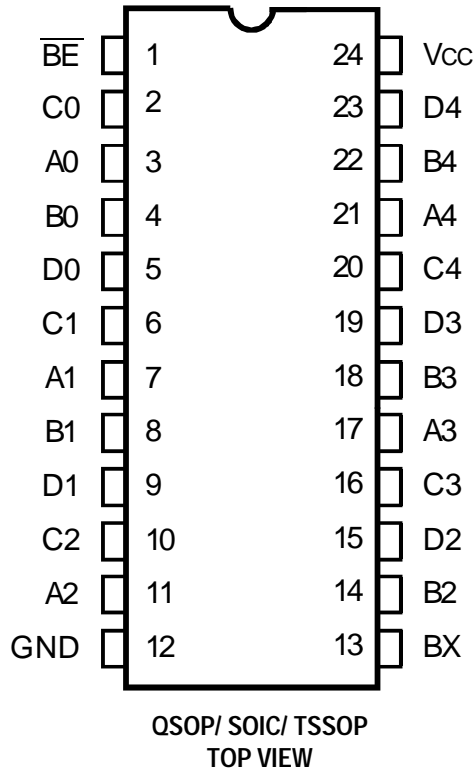 B̅E̅ 1 24 VCC
C0 2 23 D4
A0 3 22 B4
B0 4 21 A4
D0 5 20 C4
C1 6 19 D3
A1 7 18 B3
B1 8 17 A3
D1 9 16 C3
C2 10 15 D2
A2 11 14 B2
GND 12 13 BX
QSOP/ SOIC/ TSSOP
TOP VIEW